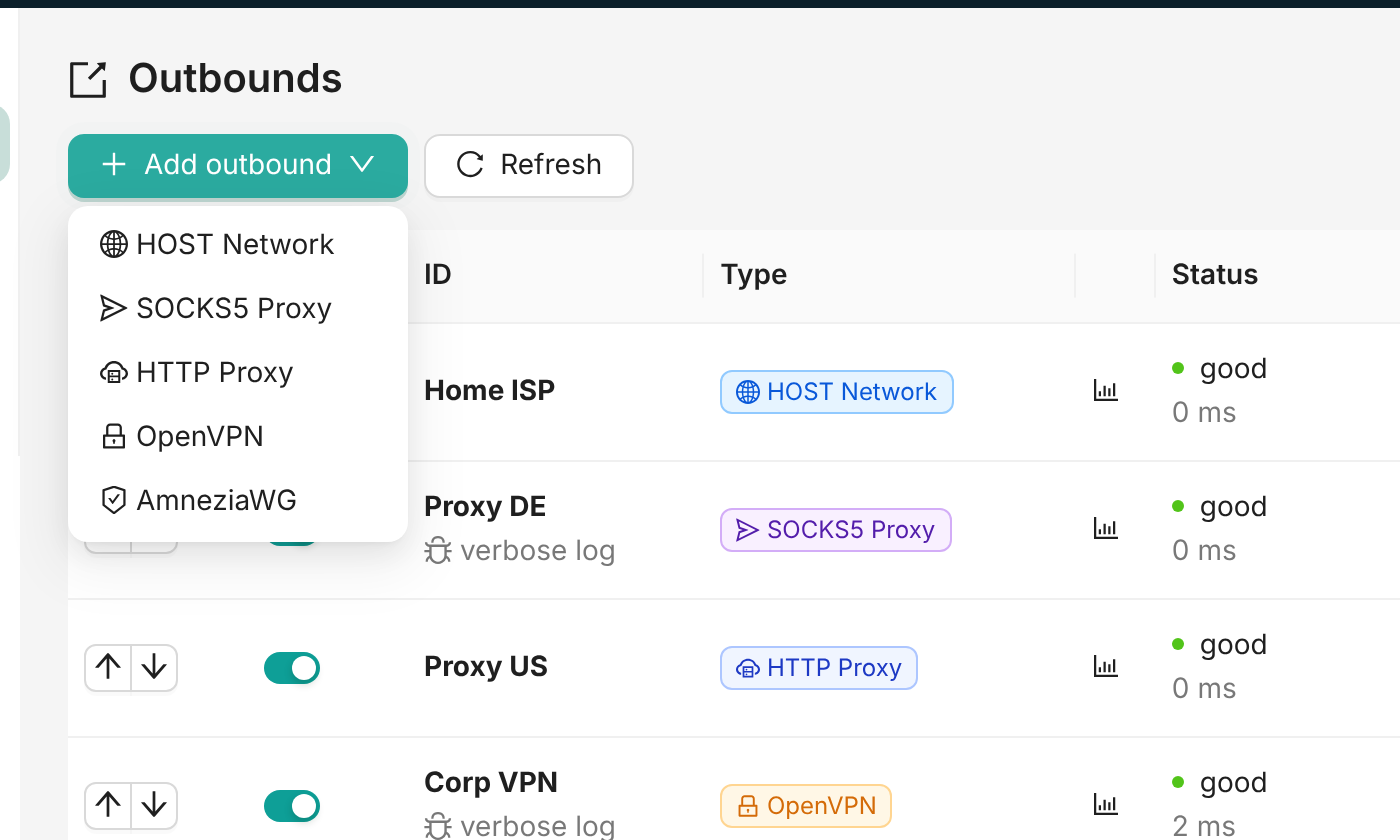 Outbounds
Add outbound
Refresh
HOST Network
SOCKS5 Proxy
HTTP Proxy
OpenVPN
AmneziaWG
ID Type Status
Home ISP HOST Network good
0 ms
Proxy DE SOCKS5 Proxy good
verbose log 0 ms
Proxy US HTTP Proxy good
0 ms
Corp VPN OpenVPN good
verbose log 2 ms